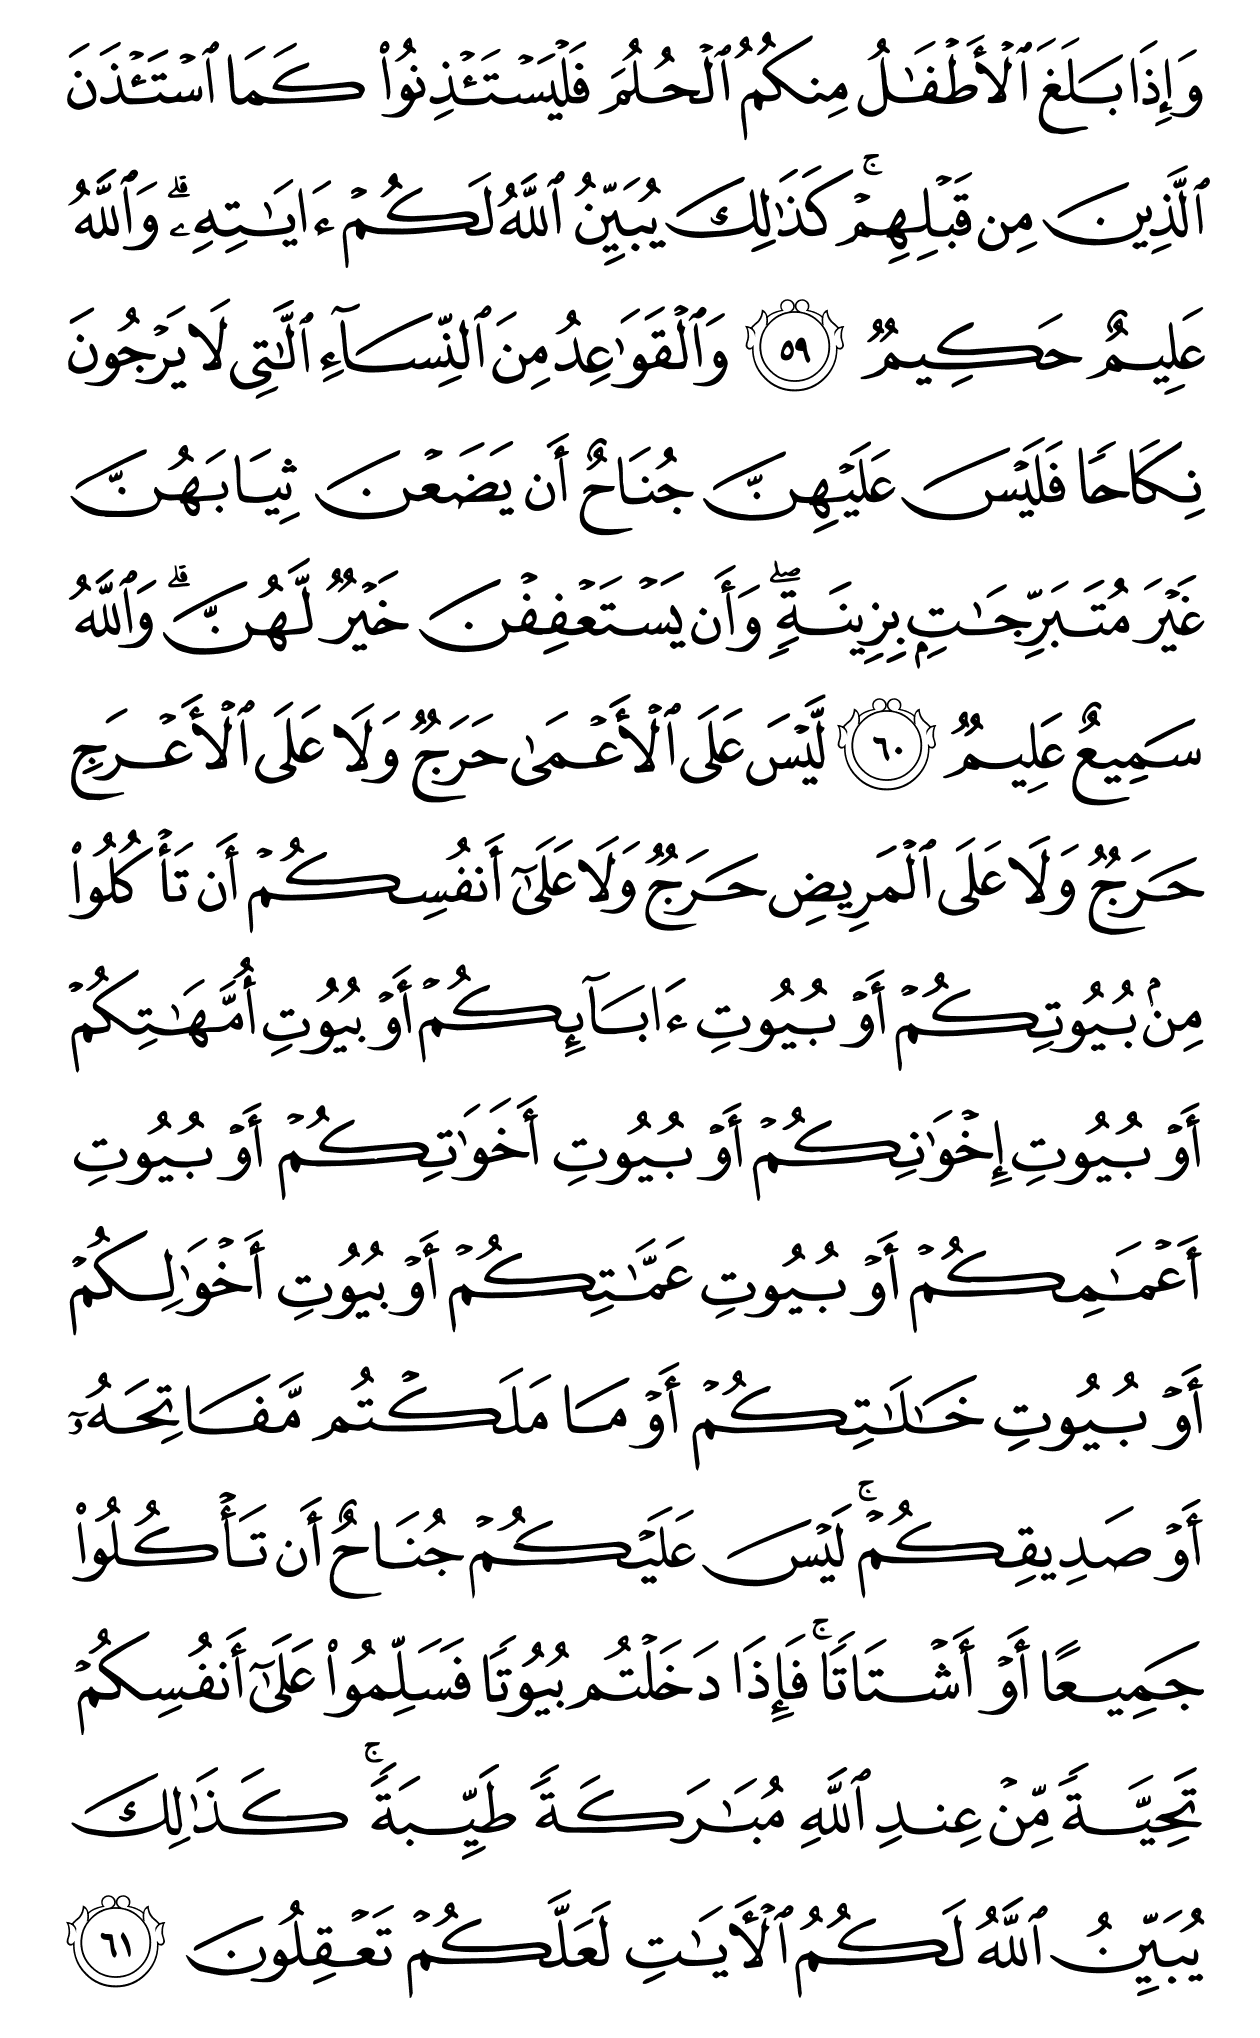 وَإِذَا بَلَغَ ٱلۡأَطۡفَٰلُ مِنكُمُ ٱلۡحُلُمَ فَلۡيَسۡتَـٔۡذِنُواْ كَمَا ٱسۡتَـٔۡذَنَ
ٱلَّذِينَ مِن قَبۡلِهِمۡۚ كَذَٰلِكَ يُبَيِّنُ ٱللَّهُ لَكُمۡ ءَايَٰتِهِۦۗ وَٱللَّهُ
عَلِيمٌ حَكِيمٞ ٥٩ وَٱلۡقَوَٰعِدُ مِنَ ٱلنِّسَآءِ ٱلَّٰتِي لَا يَرۡجُونَ
نِكَاحٗا فَلَيۡسَ عَلَيۡهِنَّ جُنَاحٌ أَن يَضَعۡنَ ثِيَابَهُنَّ
غَيۡرَ مُتَبَرِّجَٰتِۭ بِزِينَةٖۖ وَأَن يَسۡتَعۡفِفۡنَ خَيۡرٞ لَّهُنَّۗ وَٱللَّهُ
سَمِيعٌ عَلِيمٞ ٦٠ لَّيۡسَ عَلَى ٱلۡأَعۡمَىٰ حَرَجٞ وَلَا عَلَى ٱلۡأَعۡرَجِ
حَرَجٞ وَلَا عَلَى ٱلۡمَرِيضِ حَرَجٞ وَلَا عَلَىٰٓ أَنفُسِكُمۡ أَن تَأۡكُلُواْ
مِنۢ بُيُوتِكُمۡ أَوۡ بُيُوتِ ءَابَآئِكُمۡ أَوۡ بُيُوتِ أُمَّهَٰتِكُمۡ
أَوۡ بُيُوتِ إِخۡوَٰنِكُمۡ أَوۡ بُيُوتِ أَخَوَٰتِكُمۡ أَوۡ بُيُوتِ
أَعۡمَٰمِكُمۡ أَوۡ بُيُوتِ عَمَّٰتِكُمۡ أَوۡ بُيُوتِ أَخۡوَٰلِكُمۡ
أَوۡ بُيُوتِ خَٰلَٰتِكُمۡ أَوۡ مَا مَلَكۡتُم مَّفَاتِحَهُۥٓ
أَوۡ صَدِيقِكُمۡۚ لَيۡسَ عَلَيۡكُمۡ جُنَاحٌ أَن تَأۡكُلُواْ
جَمِيعًا أَوۡ أَشۡتَاتٗاۚ فَإِذَا دَخَلۡتُم بُيُوتٗا فَسَلِّمُواْ عَلَىٰٓ أَنفُسِكُمۡ
تَحِيَّةٗ مِّنۡ عِندِ ٱللَّهِ مُبَٰرَكَةٗ طَيِّبَةٗۚ كَذَٰلِكَ
يُبَيِّنُ ٱللَّهُ لَكُمُ ٱلۡأٓيَٰتِ لَعَلَّكُمۡ تَعۡقِلُونَ ٦١